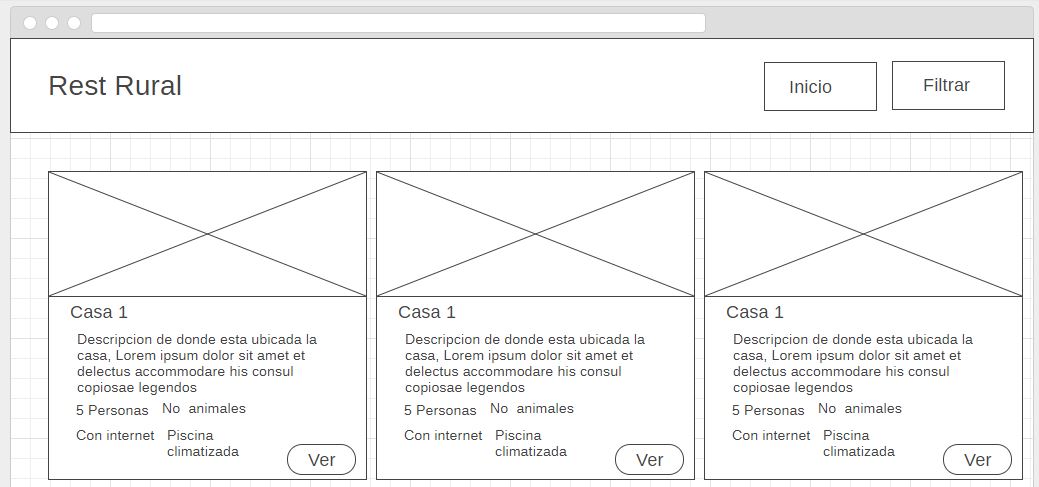 Rest Rural
Inicio
Filtrar
Casa 1
Descripcion de donde esta ubicada la
casa, Lorem ipsum dolor sit amet et
delectus accommodare his consul
copiosae legendos
5 Personas No animales
Con internet Piscina
climatizada
Ver
Casa 1
Descripcion de donde esta ubicada la
casa, Lorem ipsum dolor sit amet et
delectus accommodare his consul
copiosae legendos
5 Personas No animales
Con internet Piscina
climatizada
Ver
Casa 1
Descripcion de donde esta ubicada la
casa, Lorem ipsum dolor sit amet et
delectus accommodare his consul
copiosae legendos
5 Personas No animales
Con internet Piscina
climatizada
Ver